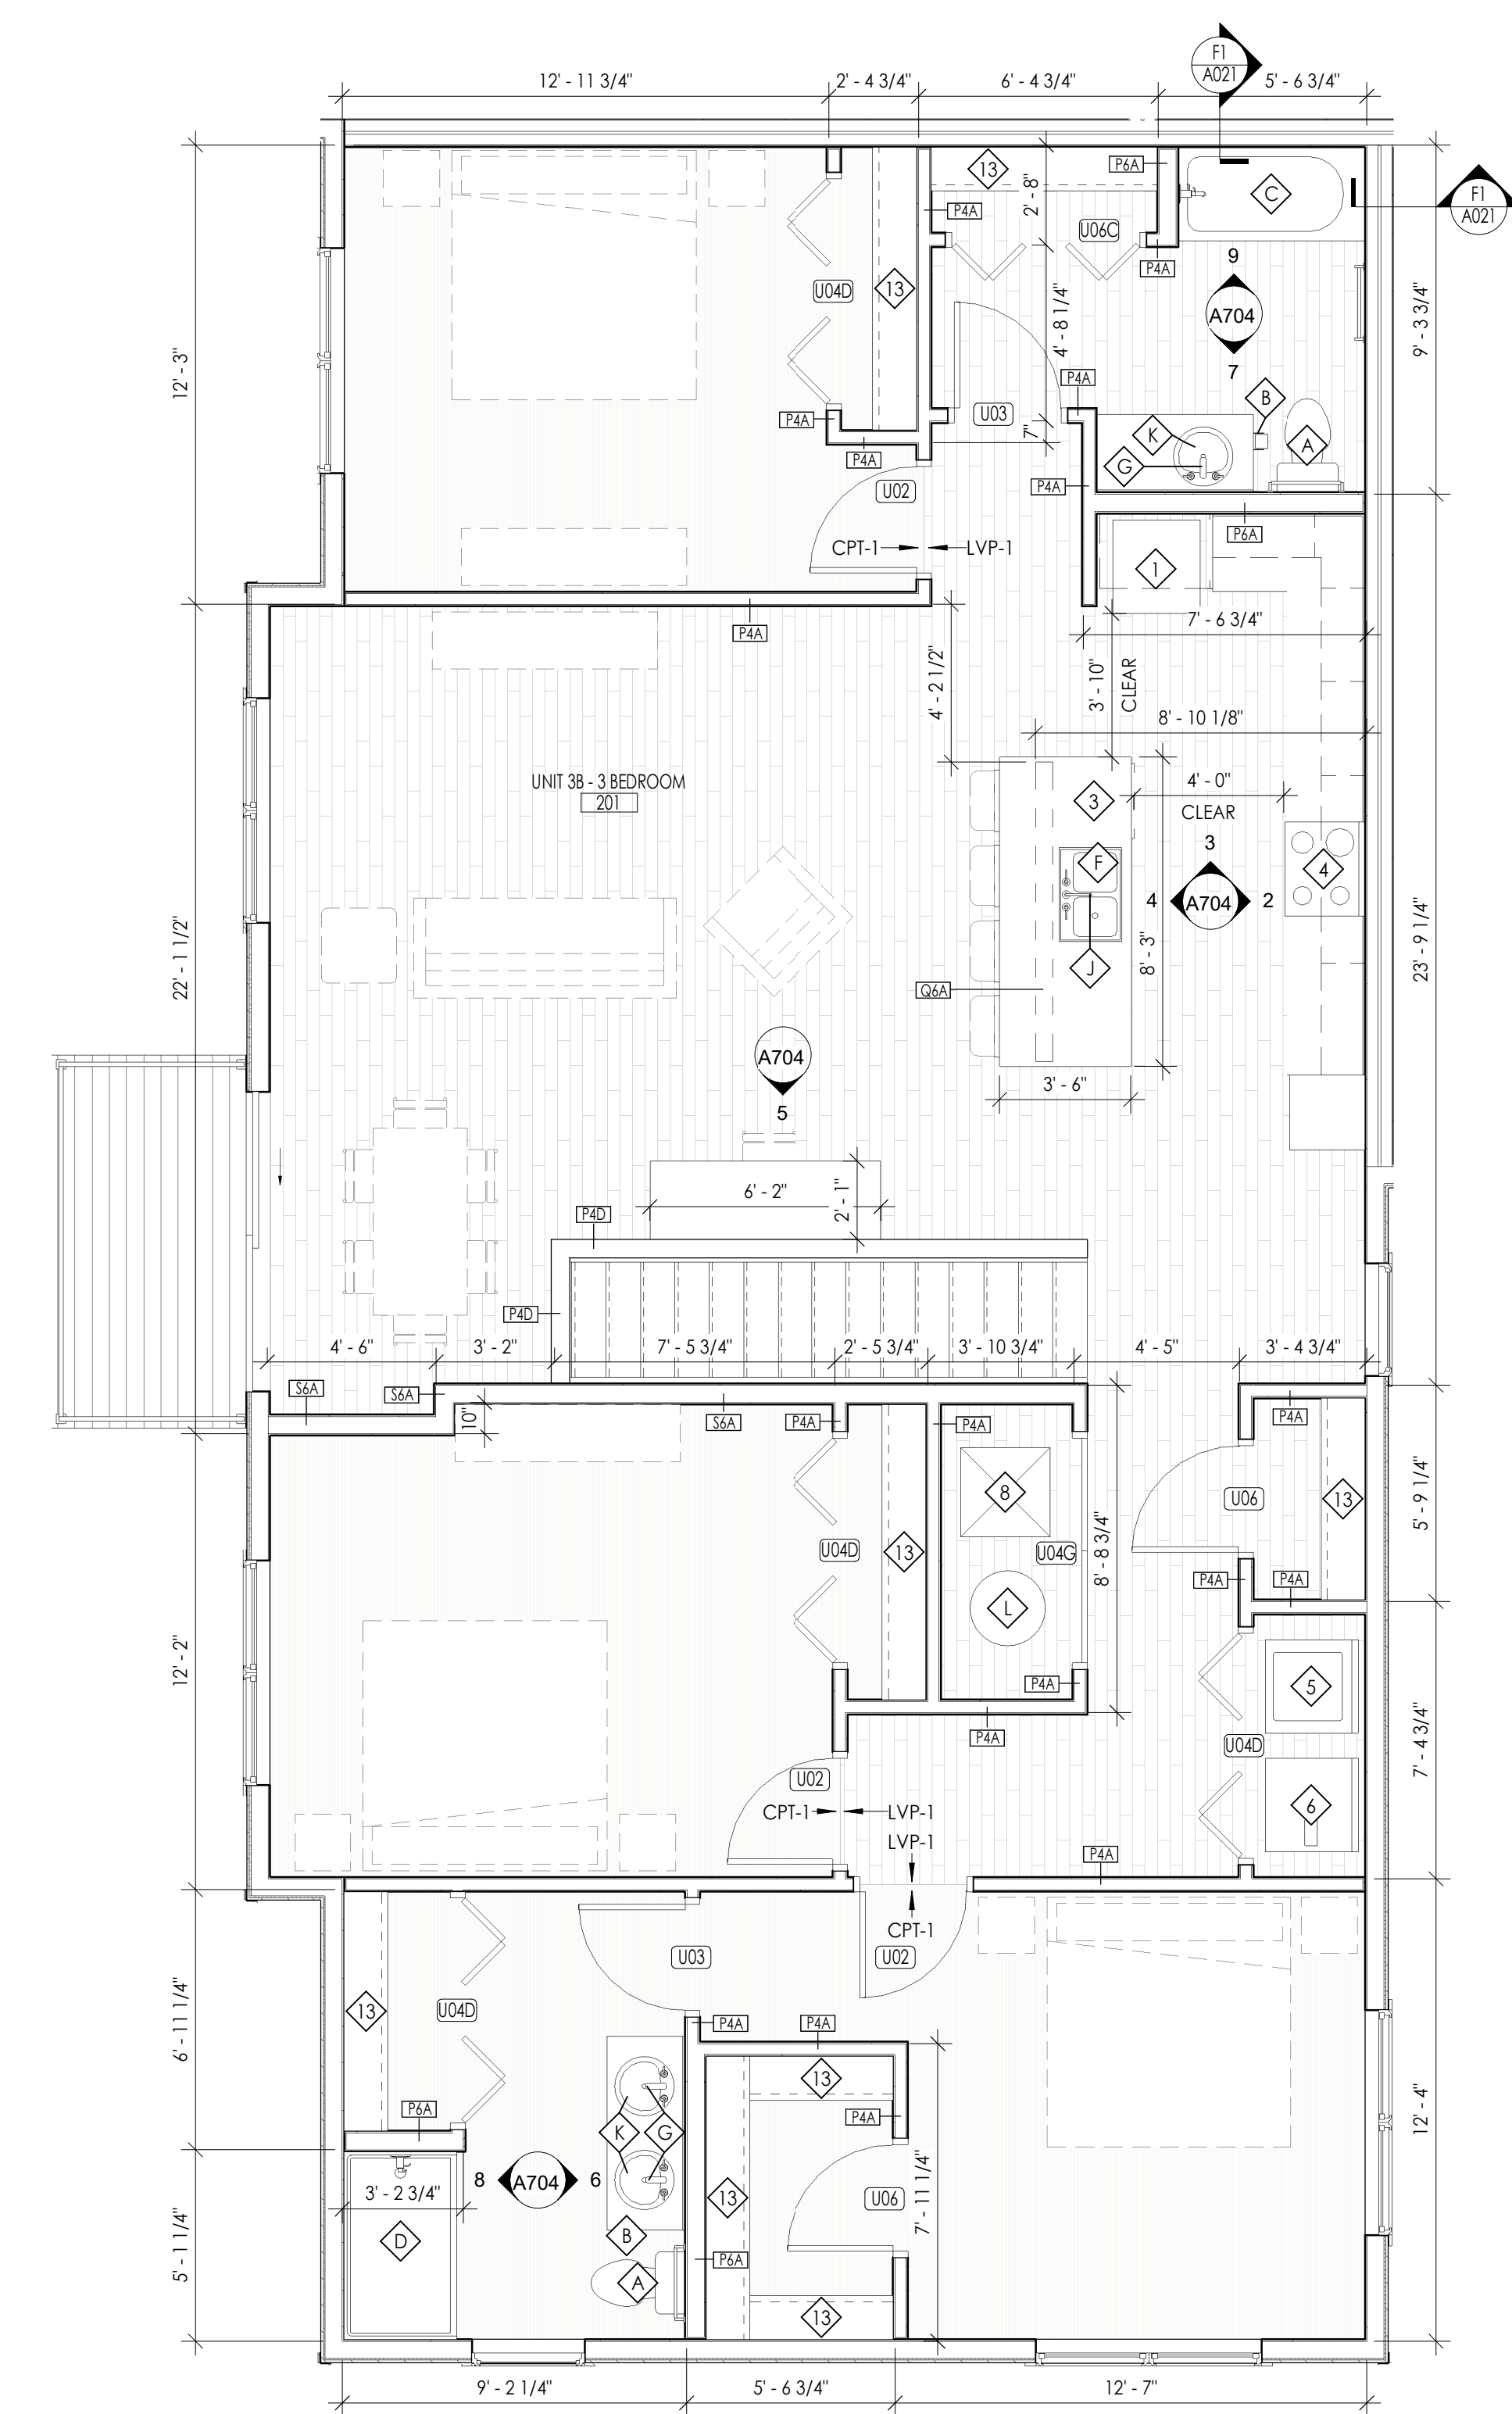 F1
A021
12' - 11 3/4"
2' - 4 3/4"
6' - 4 3/4"
5' - 6 3/4"
13
P6A
C
F1
A021
P4A
2' - 8"
U06C
P4A
9
U04D
13
A704
12' - 3"
4' - 8 1/4"
9' - 3 3/4"
7
P4A
B
P4A
U03
7"
K
A
P4A
G
U02
P4A
P6A
CPT-1
LVP-1
1
7' - 6 3/4"
P4A
4' - 2 1/2"
3' - 10"
CLEAR
8' - 10 1/8"
UNIT 3B - 3 BEDROOM
201
3
4' - 0"
CLEAR
3
F
4
4
A704
2
22' - 1 1/2"
8' - 3"
23' - 9 1/4"
J
Q6A
A704
5
3' - 6"
6' - 2"
2' - 1"
P4D
P4D
4' - 6"
3' - 2"
7' - 5 3/4"
2' - 5 3/4"
3' - 10 3/4"
4' - 5"
3' - 4 3/4"
S6A
S6A
10"
S6A
P4A
P4A
P4A
8
U06
13
5' - 9 1/4"
U04D
13
U04G
8' - 8 3/4"
P4A
P4A
L
12' - 2"
P4A
5
P4A
U04D
7' - 4 3/4"
U02
6
CPT-1
LVP-1
LVP-1
P4A
CPT-1
U03
U02
13
U04D
6' - 11 1/4"
P4A
P4A
13
P6A
P4A
K
G
12' - 4"
8
A704
6
3' - 2 3/4"
13
U06
7' - 11 1/4"
D
B
5' - 1 1/4"
P6A
A
13
9' - 2 1/4"
5' - 6 3/4"
12' - 7"